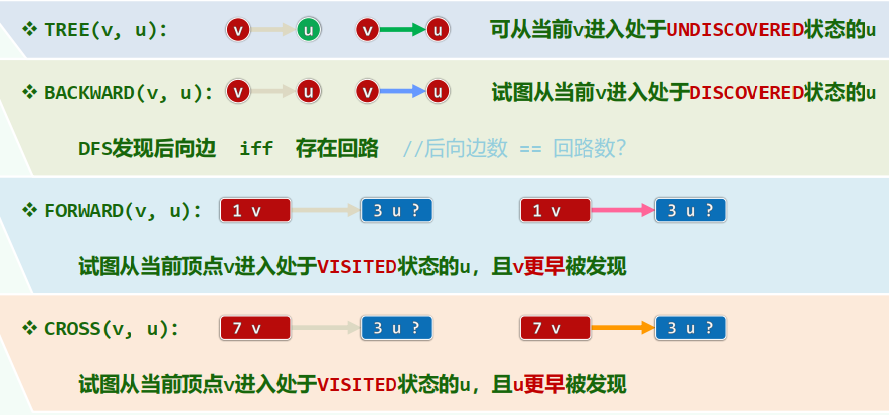 ❖ TREE(v, u): v u v u 可从当前v进入处于UNDISCOVERED状态的u
❖ BACKWARD(v, u): v u v u 试图从当前v进入处于DISCOVERED状态的u
DFS发现后向边 iff 存在回路 //后向边数 == 回路数?
❖ FORWARD(v, u): 1 v 3 u ? 1 v 3 u ?
试图从当前顶点v进入处于VISITED状态的u, 且v更早被发现
❖ CROSS(v, u): 7 v 3 u ? 7 v 3 u ?
试图从当前顶点v进入处于VISITED状态的u, 且u更早被发现